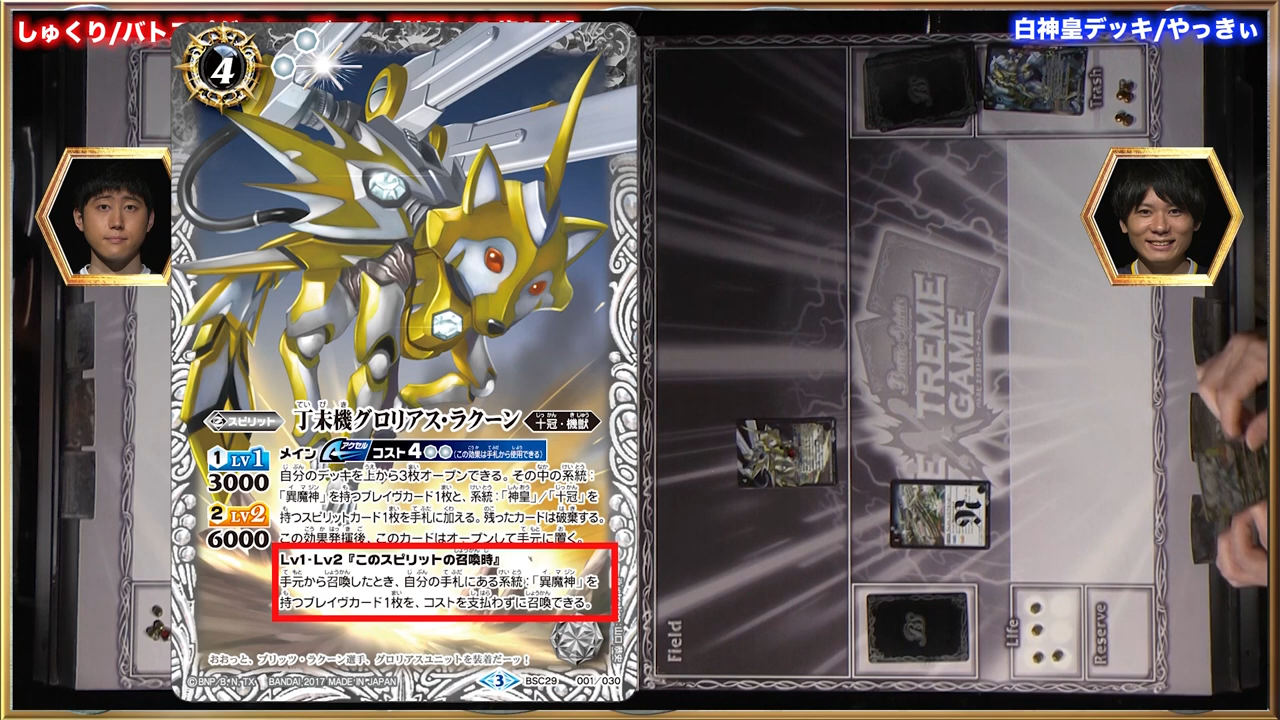 しゅくり/バト
白神皇デッキ/やっきぃ
4
スピリット
丁未機グロリアス・ラクーン
十冠・機獣
1 LV1
3000
2 LV2
6000
メイン アクセル コスト4(この効果は手札から使用できる)
自分のデッキを上から3枚オープンできる。その中の系統:
「異魔神」を持つブレイヴカード1枚と、系統:「神皇」/「十冠」を
持つスピリットカード1枚を手札に加える。残ったカードは破棄する。
この効果発揮後、このカードはオープンして手元に置く。
Lv1・Lv2『このスピリットの召喚時』
手元から召喚したとき、自分の手札にある系統:「異魔神」を
持つブレイヴカード1枚を、コストを支払わずに召喚できる。
おおっと、ブリッツ・ラクーン選手、グロリアスユニットを装着だーッ!
©BNP, B, N, TX BANDAI 2017 MADE IN JAPAN
3
BSC29 001/030
Trash
Battle Spirits
EXTREME
GAME
Field
Life
Reserve